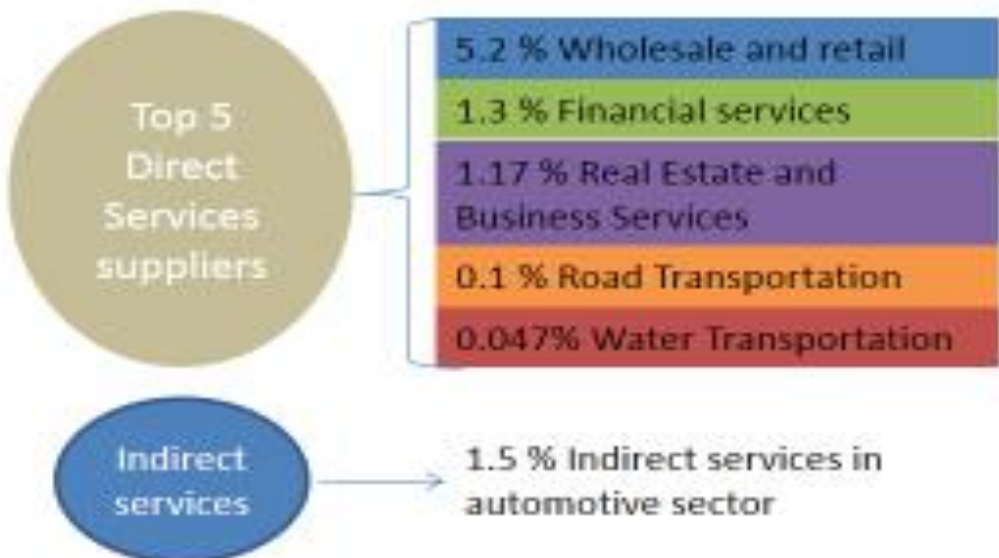 Top 5
Direct
Services
suppliers
5.2 % Wholesale and retail
1.3 % Financial services
1.17 % Real Estate and
Business Services
0.1 % Road Transportation
0.047% Water Transportation
Indirect
services
1.5 % Indirect services in
automotive sector